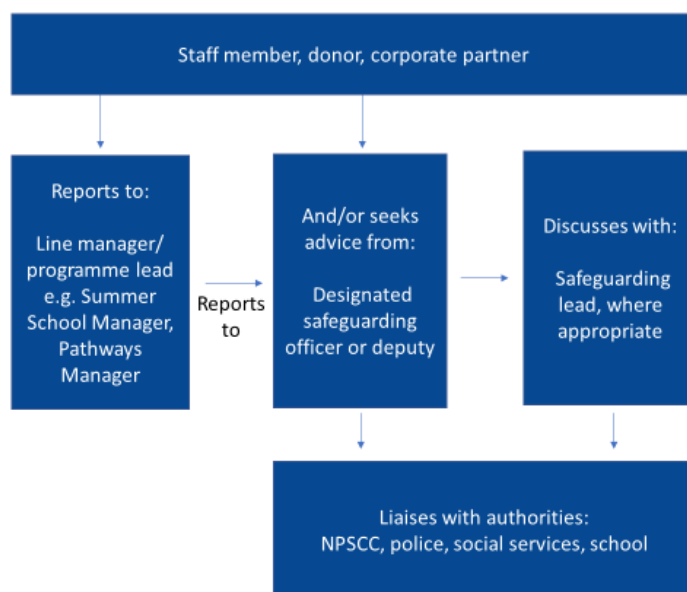 Staff member, donor, corporate partner
Reports to:
Line manager/
programme lead
e.g. Summer
School Manager,
Pathways
Manager
Reports
to
And/or seeks
advice from:
Designated
safeguarding
officer or deputy
Discusses with:
Safeguarding
lead, where
appropriate
Liaises with authorities:
NPSCC, police, social services, school